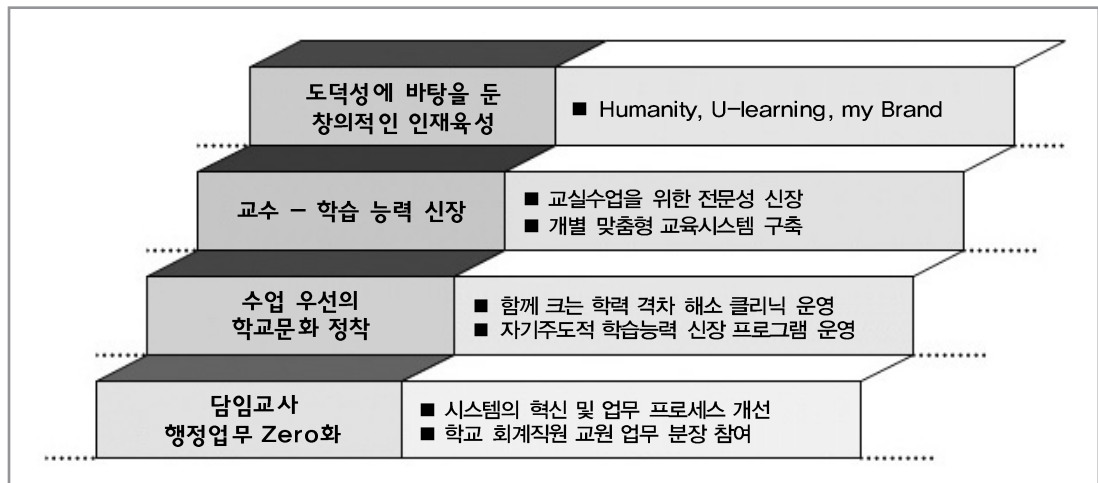 도덕성에 바탕을 둔
창의적인 인재육성
■ Humanity, U-learning, my Brand
교수 - 학습 능력 신장
■ 교실수업을 위한 전문성 신장
■ 개별 맞춤형 교육시스템 구축
수업 우선의
학교문화 정착
■ 함께 크는 학력 격차 해소 클리닉 운영
■ 자기주도적 학습능력 신장 프로그램 운영
담임교사
행정업무 Zero화
■ 시스템의 혁신 및 업무 프로세스 개선
■ 학교 회계직원 교원 업무 분장 참여